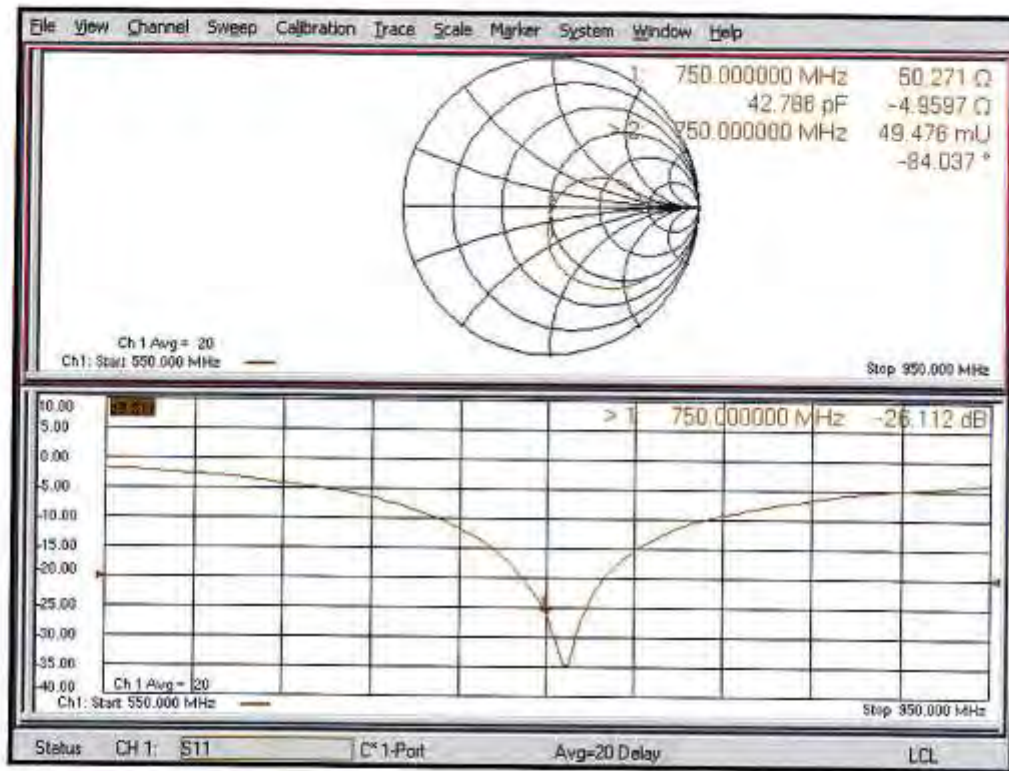 File View Channel Sweep Calibration Trace Scale Marker System Window Help
1: 750.000000 MHz 50.271 Ω
42.786 pF -4.9597 Ω
> 2: 750.000000 MHz 49.476 mU
-84.037 °
Ch 1 Avg = 20
Ch1: Start 550.000 MHz
Stop 950.000 MHz
10.00
5.00
0.00
-5.00
-10.00
-15.00
-20.00
-25.00
-30.00
-35.00
-40.00
> 1: 750.000000 MHz -26.112 dB
Ch 1 Avg = 20
Ch1: Start 550.000 MHz
Stop 950.000 MHz
Status CH 1: S11 C* 1-Port Avg=20 Delay LCL